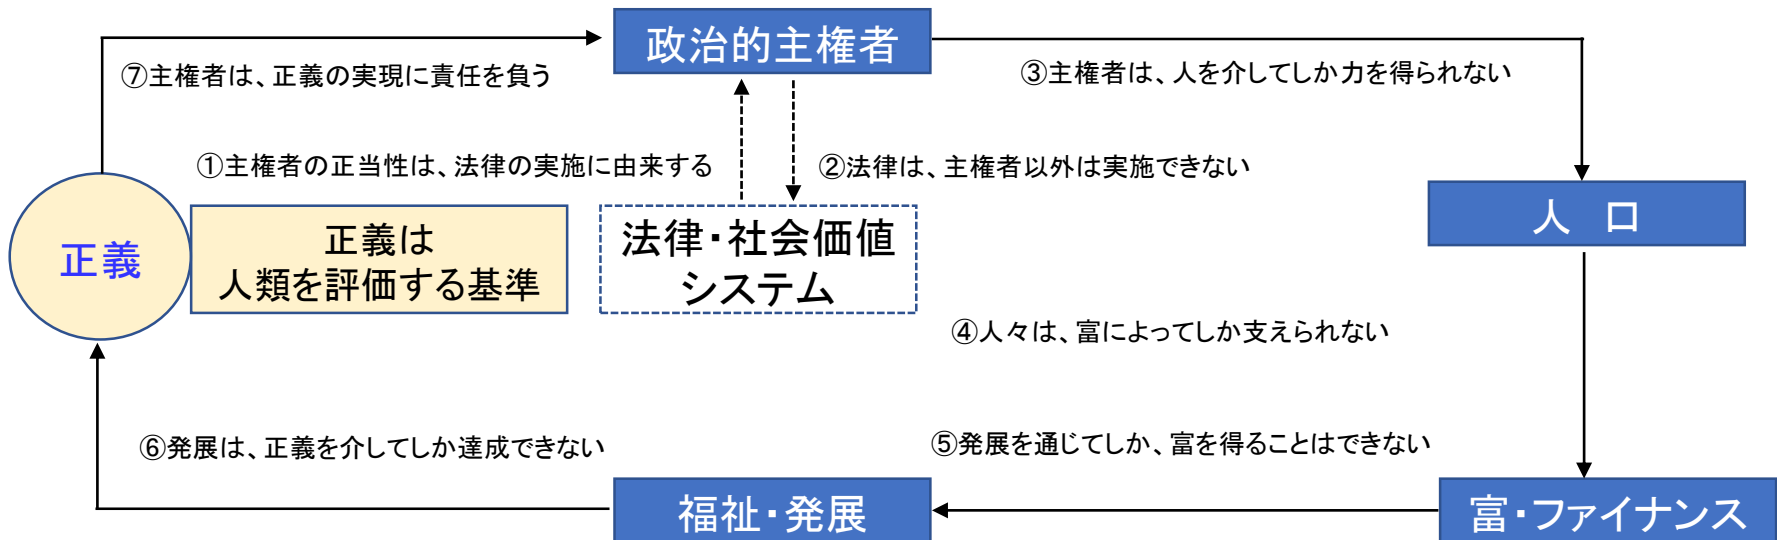 政治的主権者
⑦主権者は、正義の実現に責任を負う
③主権者は、人を介してしか力を得られない
①主権者の正当性は、法律の実施に由来する
②法律は、主権者以外は実施できない
人　口
正義
正義は
人類を評価する基準
法律・社会価値
システム
④人々は、富によってしか支えられない
⑥発展は、正義を介してしか達成できない
⑤発展を通じてしか、富を得ることはできない
福祉・発展
富・ファイナンス